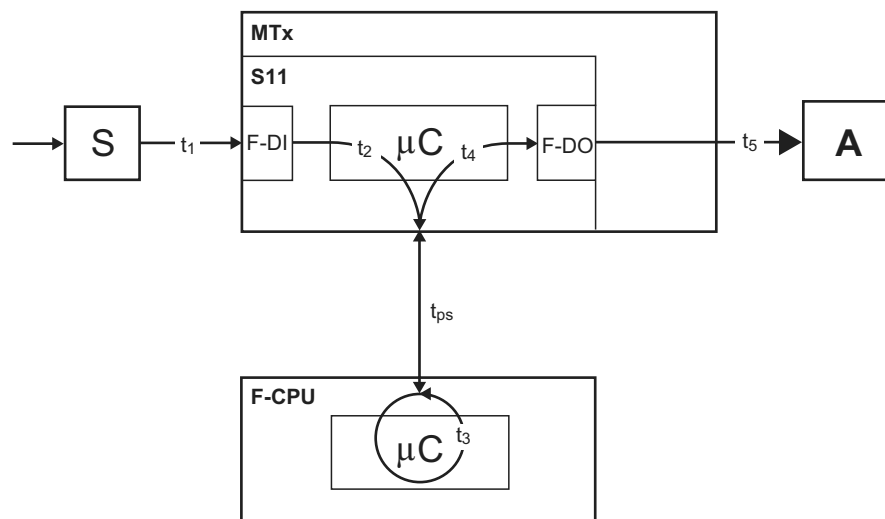 MTx
S11
S
t1
F-DI
t2
μC
t4
F-DO
t5
A
tps
F-CPU
μC
t3